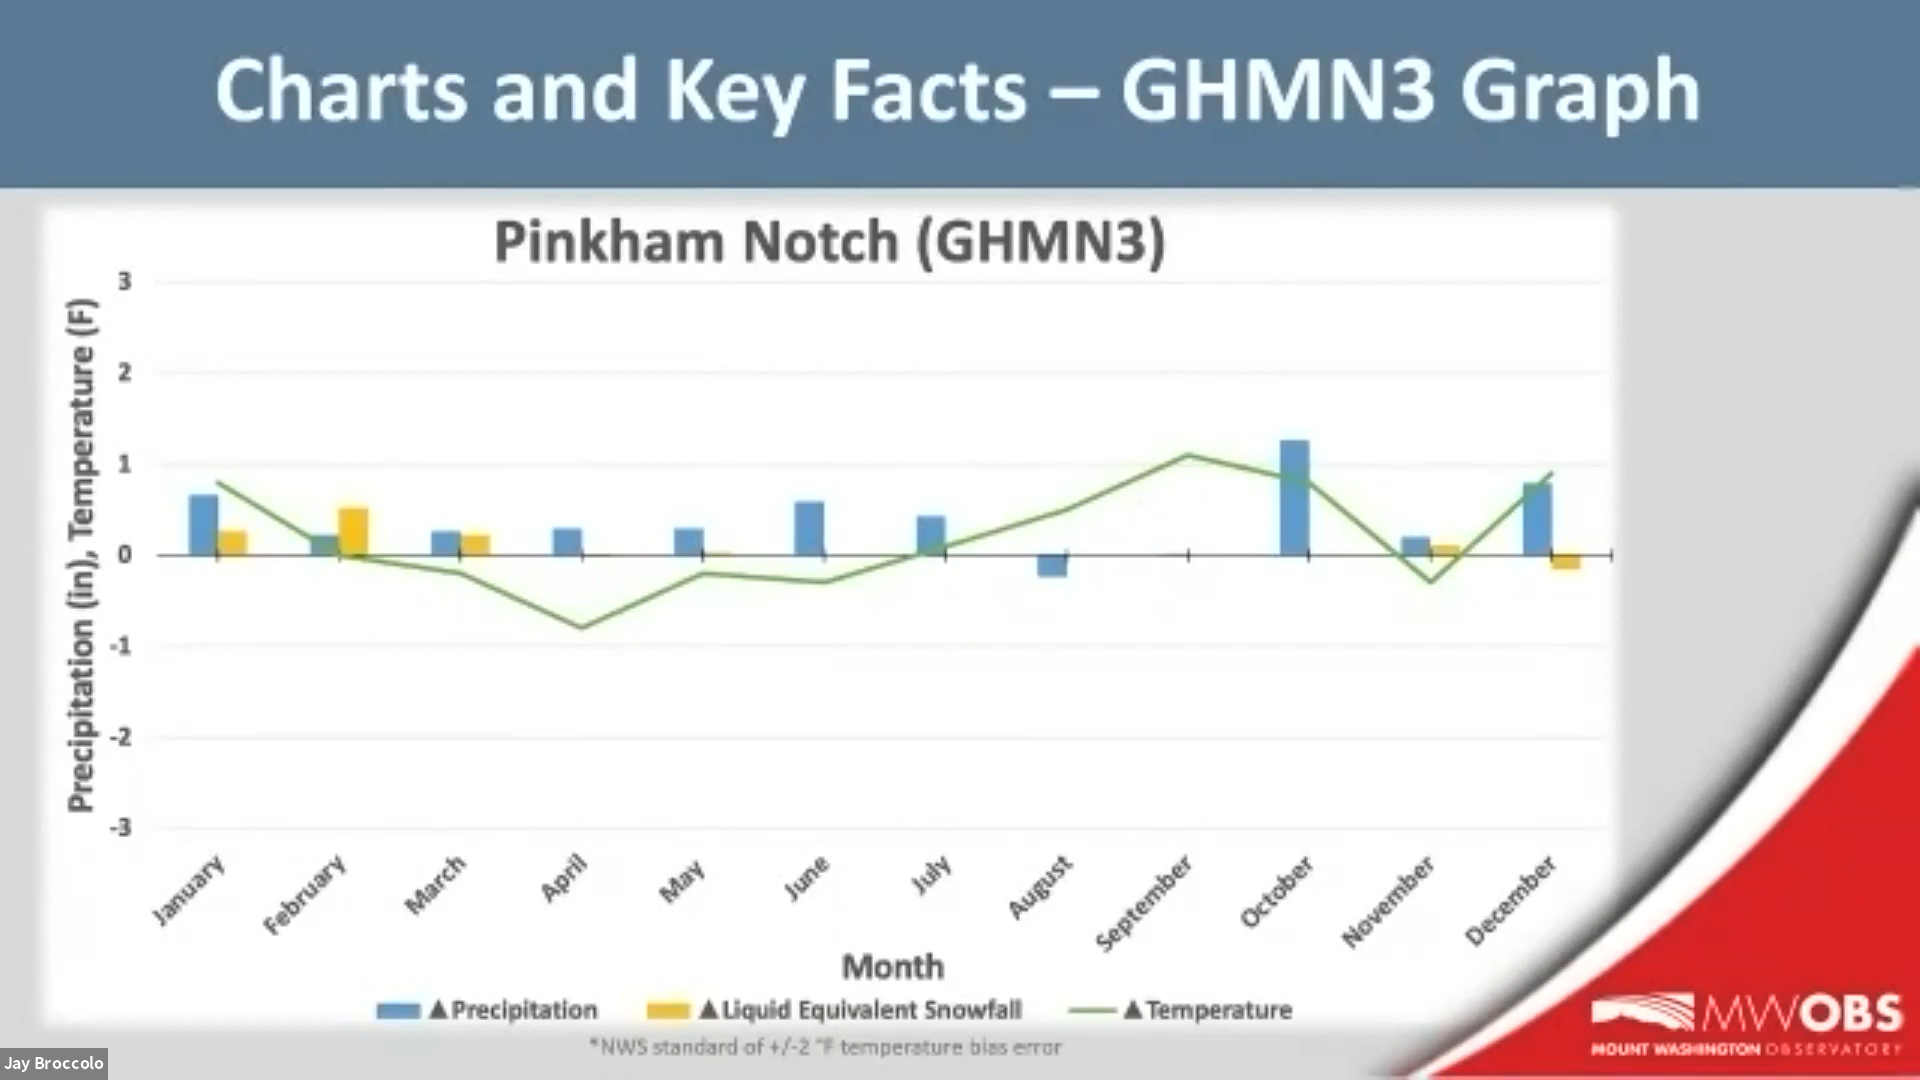 Charts and Key Facts – GHMN3 Graph
Pinkham Notch (GHMN3)
Precipitation (in), Temperature (F)
3
2
1
0
-1
-2
-3
January
February
March
April
May
June
July
August
September
October
November
December
Month
▲Precipitation
▲Liquid Equivalent Snowfall
▲Temperature
*NWS standard of +/-2 °F temperature bias error
MWOBS
MOUNT WASHINGTON OBSERVATORY
Jay Broccolo